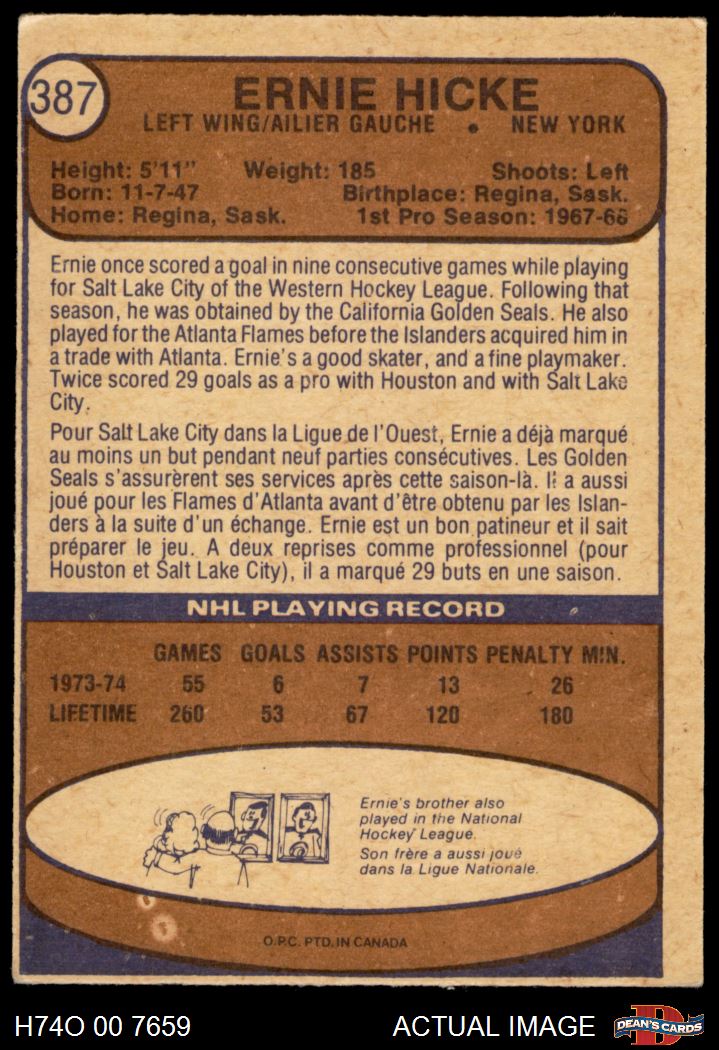 387
ERNIE HICKE
LEFT WING/AILIER GAUCHE • NEW YORK
Height: 5'11" Weight: 185 Shoots: Left
Born: 11-7-47 Birthplace: Regina, Sask.
Home: Regina, Sask. 1st Pro Season: 1967-68
Ernie once scored a goal in nine consecutive games while playing
for Salt Lake City of the Western Hockey League. Following that
season, he was obtained by the California Golden Seals. He also
played for the Atlanta Flames before the Islanders acquired him in
a trade with Atlanta. Ernie's a good skater, and a fine playmaker.
Twice scored 29 goals as a pro with Houston and with Salt Lake
City.
Pour Salt Lake City dans la Ligue de l'Ouest, Ernie a déjà marqué
au moins un but pendant neuf parties consécutives. Les Golden
Seals s'assurèrent ses services après cette saison-là. Il a aussi
joué pour les Flames d'Atlanta avant d'être obtenu par les Islan-
ders à la suite d'un échange. Ernie est un bon patineur et il sait
préparer le jeu. A deux reprises comme professionnel (pour
Houston et Salt Lake City), il a marqué 29 buts en une saison.
NHL PLAYING RECORD
GAMES GOALS ASSISTS POINTS PENALTY MIN.
1973-74 55 6 7 13 26
LIFETIME 260 53 67 120 180
Ernie's brother also
played in the National
Hockey League.
Son frère a aussi joué
dans la Ligue Nationale.
O.P.C. PTD. IN CANADA
H74O 00 7659 ACTUAL IMAGE D DEAN'S CARDS